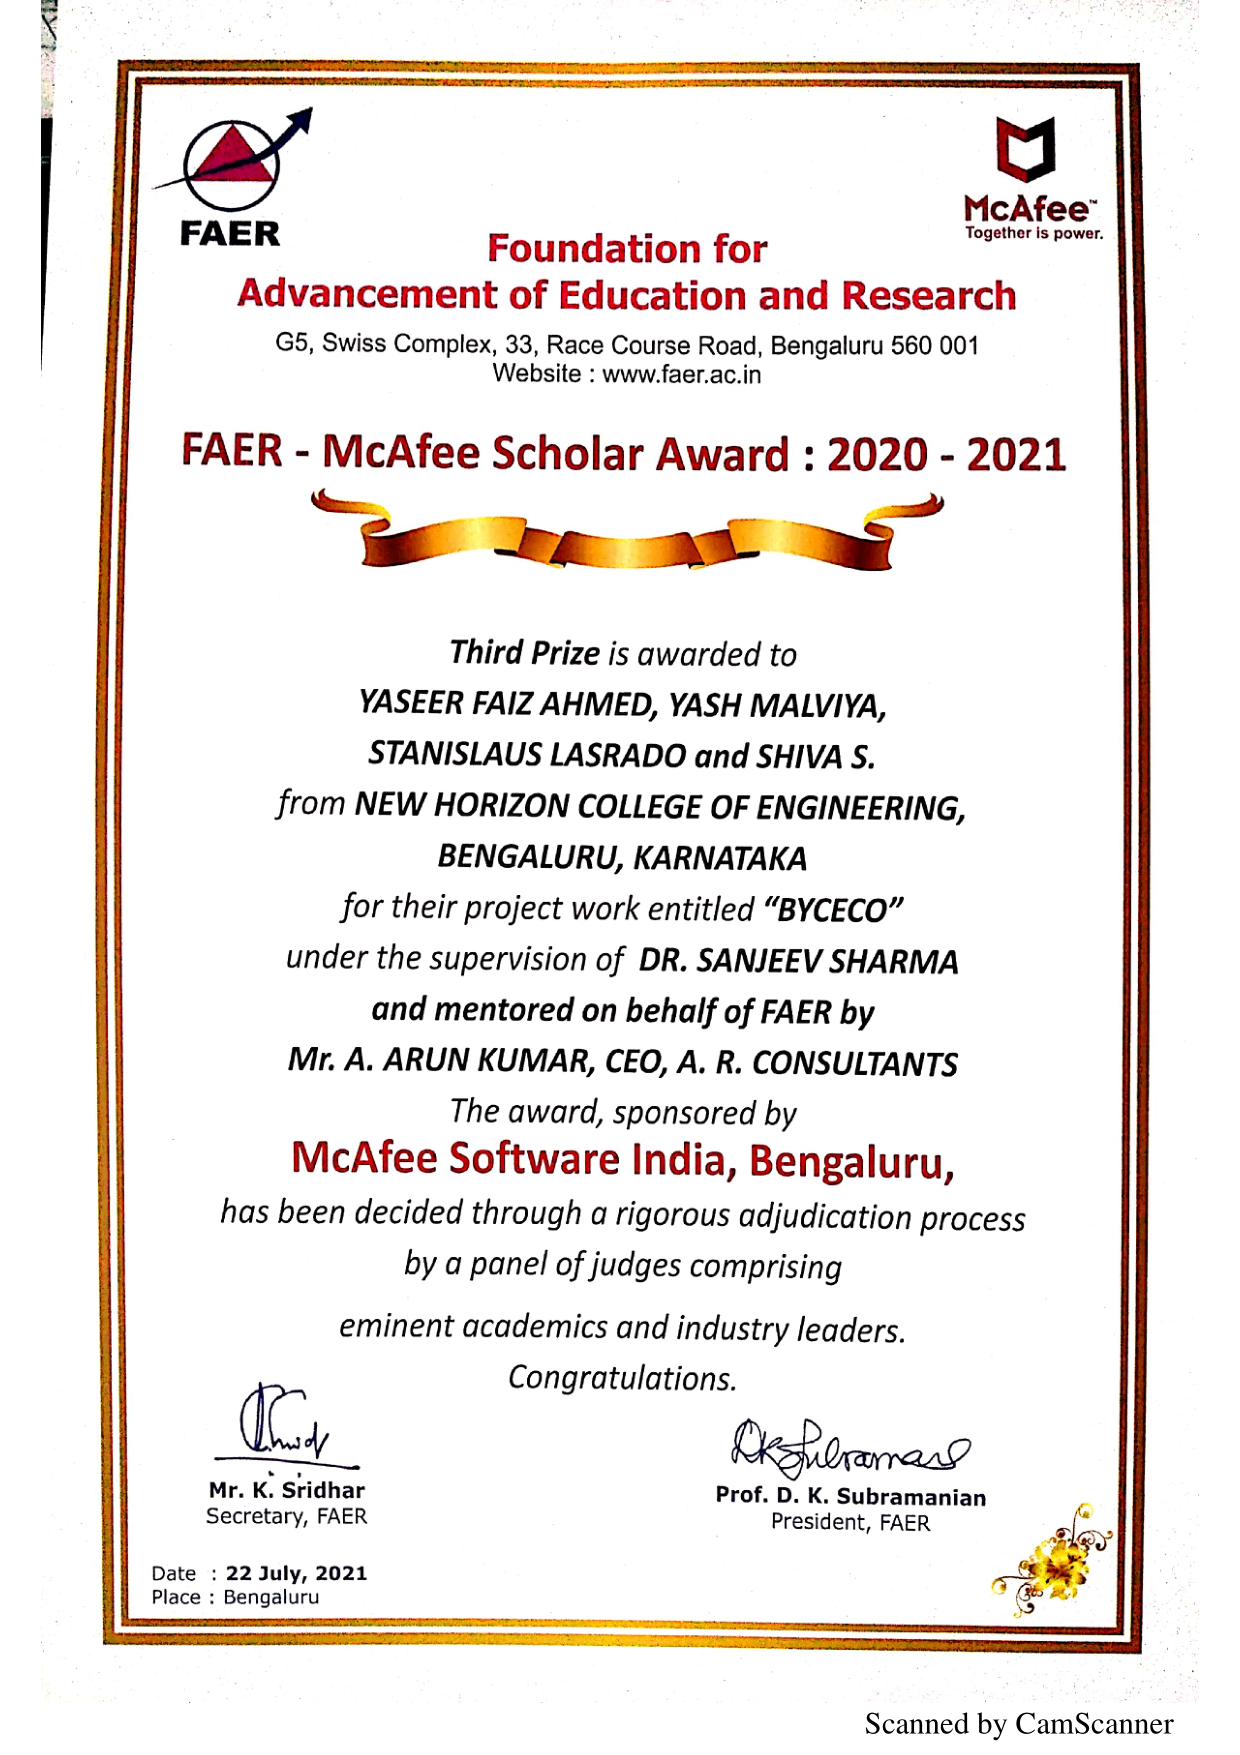 FAER
McAfee™
Together is power.
Foundation for
Advancement of Education and Research
G5, Swiss Complex, 33, Race Course Road, Bengaluru 560 001
Website : www.faer.ac.in
FAER - McAfee Scholar Award : 2020 - 2021
Third Prize is awarded to
YASEER FAIZ AHMED, YASH MALVIYA,
STANISLAUS LASRADO and SHIVA S.
from NEW HORIZON COLLEGE OF ENGINEERING,
BENGALURU, KARNATAKA
for their project work entitled “BYCECO”
under the supervision of DR. SANJEEV SHARMA
and mentored on behalf of FAER by
Mr. A. ARUN KUMAR, CEO, A. R. CONSULTANTS
The award, sponsored by
McAfee Software India, Bengaluru,
has been decided through a rigorous adjudication process
by a panel of judges comprising
eminent academics and industry leaders.
Congratulations.
DKSubramani
Mr. K. Sridhar
Secretary, FAER
Prof. D. K. Subramanian
President, FAER
Date : 22 July, 2021
Place : Bengaluru
Scanned by CamScanner